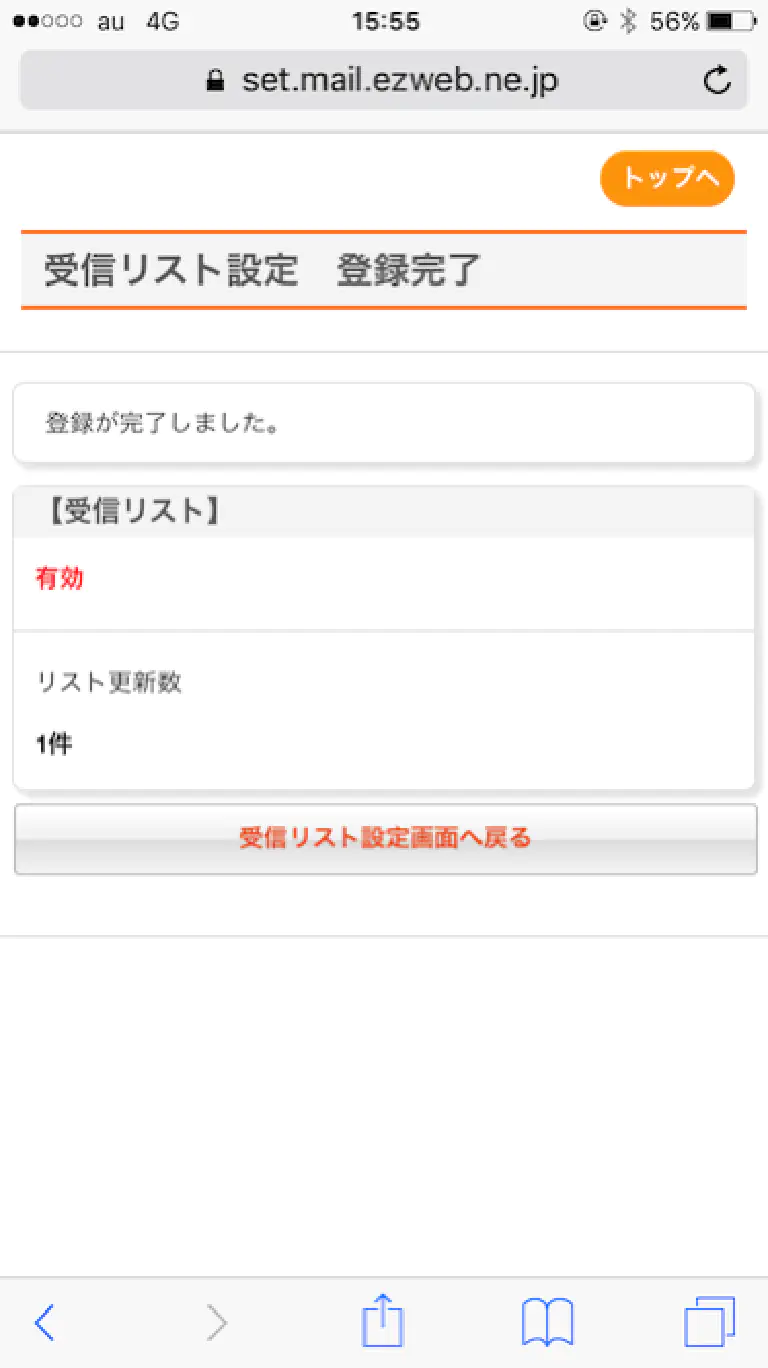 au 4G 15:55 56%
set.mail.ezweb.ne.jp
トップへ
受信リスト設定　登録完了
登録が完了しました。
【受信リスト】
有効
リスト更新数
1件
受信リスト設定画面へ戻る